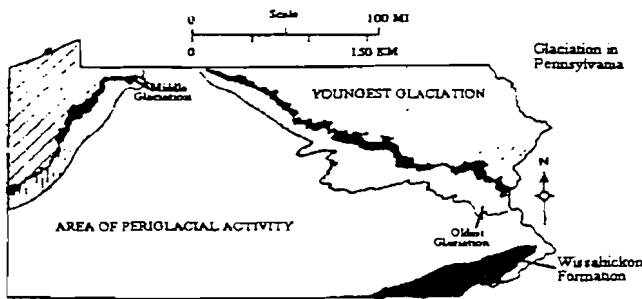 Scale
0 100 MI
0 150 KM
Glaciation in
Pennsylvania
Middle
Glaciation
YOUNGEST GLACIATION
N
AREA OF PERIGLACIAL ACTIVITY
Oldest
Glaciation
Wissahickon
Formation